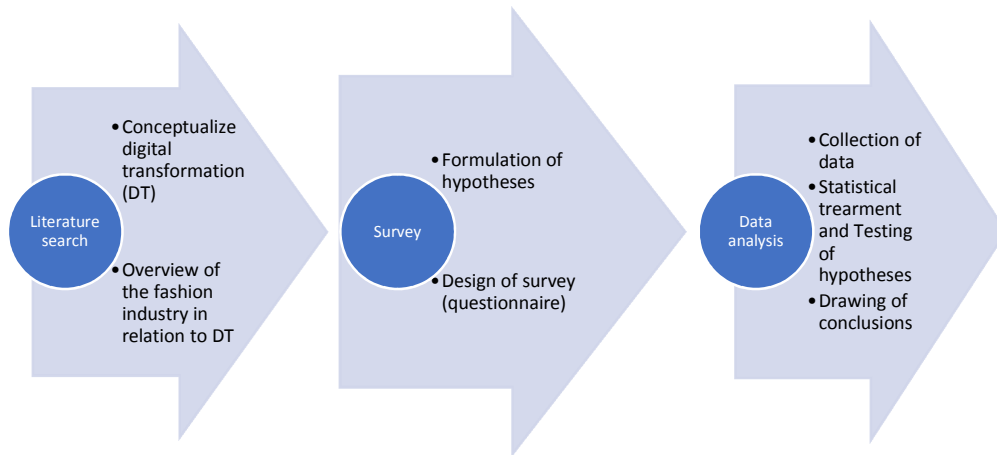 Literature
search
• Conceptualize
digital
transformation
(DT)
• Overview of
the fashion
industry in
relation to DT
Survey
• Formulation of
hypotheses
• Design of survey
(questionnaire)
Data
analysis
• Collection of
data
• Statistical
trearment
and Testing
of
hypotheses
• Drawing of
conclusions